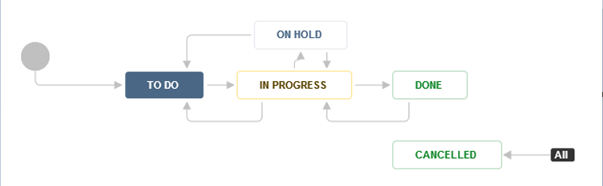 ON HOLD
TO DO
IN PROGRESS
DONE
CANCELLED
All